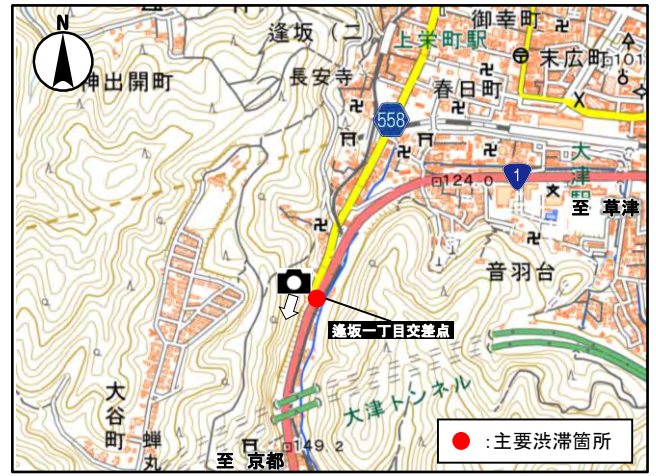 N
逢坂（二）
御幸町
上栄町駅
末広町
101
神出開町
長安寺
春日町
558
大津駅
124.0
1
至 草津
音羽台
逢坂一丁目交差点
大津トンネル
大谷町
蝉丸
149.2
至 京都
：主要渋滞箇所